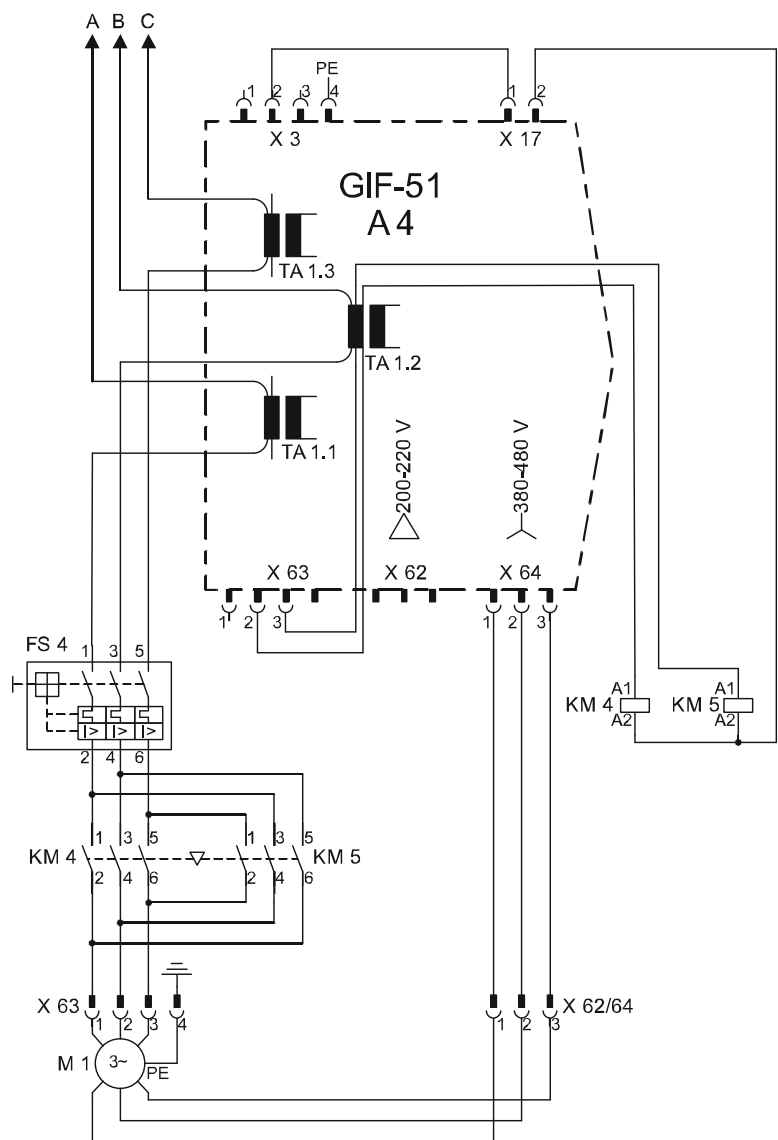 A B C
PE
1 2 3 4 1 2
X 3 X 17
GIF-51
A 4
TA 1.3
TA 1.2
TA 1.1
200-220 V 380-480 V
X 63 X 62 X 64
1 2 3 1 2 3
FS 4 1 3 5
I> I> I>
2 4 6
A1 A1
KM 4 KM 5
A2 A2
1 3 5 1 3 5
KM 4 KM 5
2 4 6 2 4 6
X 63 X 62/64
1 2 3 4 1 2 3
M 1 3~ PE